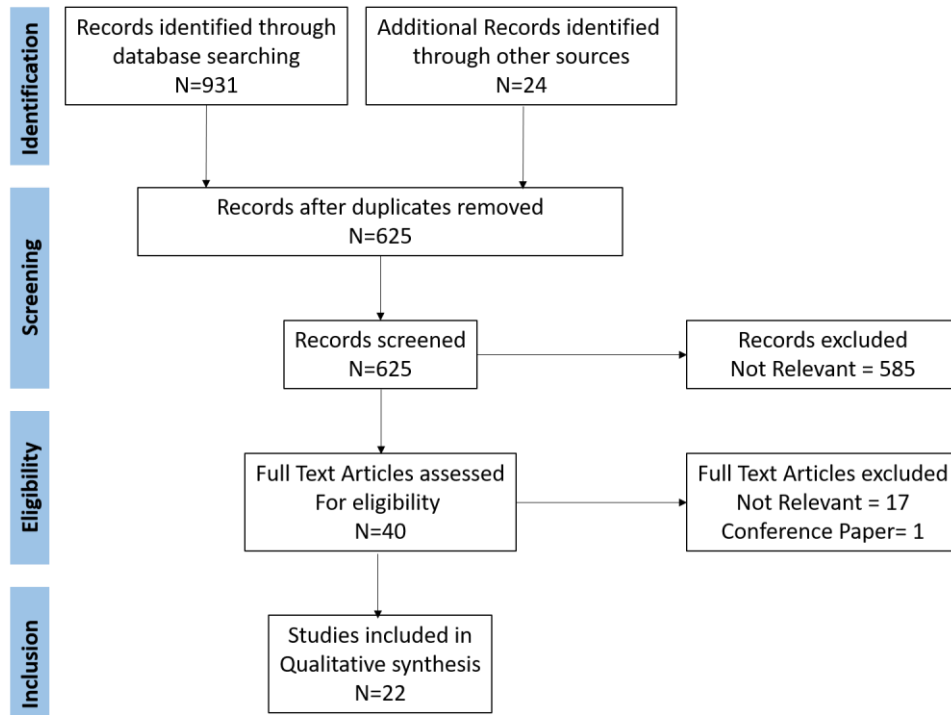 Identification
Records identified through
database searching
N=931
Additional Records identified
through other sources
N=24
Screening
Records after duplicates removed
N=625
Records screened
N=625
Records excluded
Not Relevant = 585
Eligibility
Full Text Articles assessed
For eligibility
N=40
Full Text Articles excluded
Not Relevant = 17
Conference Paper= 1
Inclusion
Studies included in
Qualitative synthesis
N=22